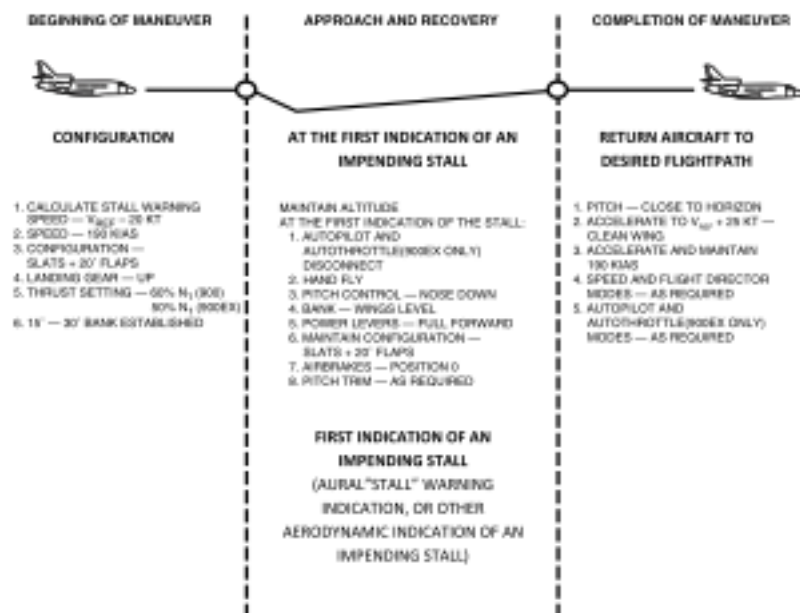 BEGINNING OF MANEUVER
CONFIGURATION
1. CALCULATE STALL WARNING
SPEED — VREF – 20 KT
2. SPEED — 190 KIAS
3. CONFIGURATION —
SLATS + 20° FLAPS
4. LANDING GEAR — UP
5. THRUST SETTING — 60% N1 (900)
50% N1 (900EX)
6. 15° — 30° BANK ESTABLISHED
APPROACH AND RECOVERY
AT THE FIRST INDICATION OF AN
IMPENDING STALL
MAINTAIN ALTITUDE
AT THE FIRST INDICATION OF THE STALL:
1. AUTOPILOT AND
AUTOTHROTTLE(900EX ONLY)
DISCONNECT
2. HAND FLY
3. PITCH CONTROL — NOSE DOWN
4. BANK — WINGS LEVEL
5. POWER LEVERS — FULL FORWARD
6. MAINTAIN CONFIGURATION —
SLATS + 20° FLAPS
7. AIRBRAKES — POSITION 0
8. PITCH TRIM — AS REQUIRED
FIRST INDICATION OF AN
IMPENDING STALL
(AURAL"STALL" WARNING
INDICATION, OR OTHER
AERODYNAMIC INDICATION OF AN
IMPENDING STALL)
COMPLETION OF MANEUVER
RETURN AIRCRAFT TO
DESIRED FLIGHTPATH
1. PITCH — CLOSE TO HORIZON
2. ACCELERATE TO VREF + 25 KT —
CLEAN WING
3. ACCELERATE AND MAINTAIN
190 KIAS
4. SPEED AND FLIGHT DIRECTOR
MODES — AS REQUIRED
5. AUTOPILOT AND
AUTOTHROTTLE(900EX ONLY)
MODES — AS REQUIRED